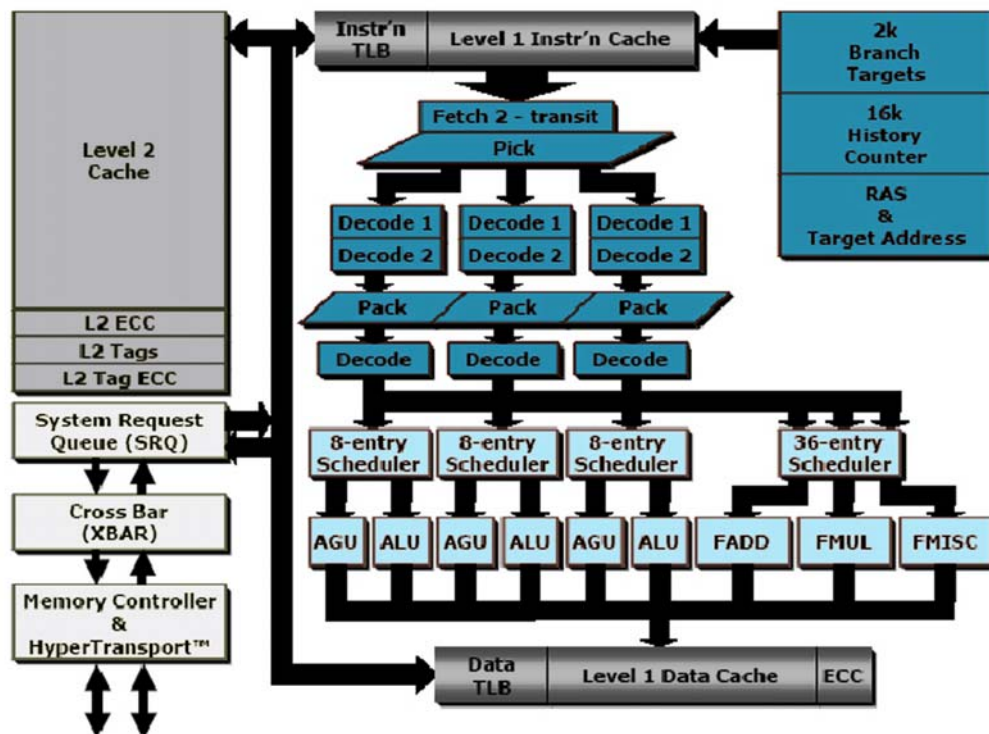 Level 2
Cache
L2 ECC
L2 Tags
L2 Tag ECC
System Request
Queue (SRQ)
Cross Bar
(XBAR)
Memory Controller
&
HyperTransport™
Instr'n
TLB
Level 1 Instr'n Cache
2k
Branch
Targets
16k
History
Counter
RAS
&
Target Address
Fetch 2 - transit
Pick
Decode 1
Decode 2
Decode 1
Decode 2
Decode 1
Decode 2
Pack
Pack
Pack
Decode
Decode
Decode
8-entry
Scheduler
8-entry
Scheduler
8-entry
Scheduler
36-entry
Scheduler
AGU
ALU
AGU
ALU
AGU
ALU
FADD
FMUL
FMISC
Data
TLB
Level 1 Data Cache
ECC